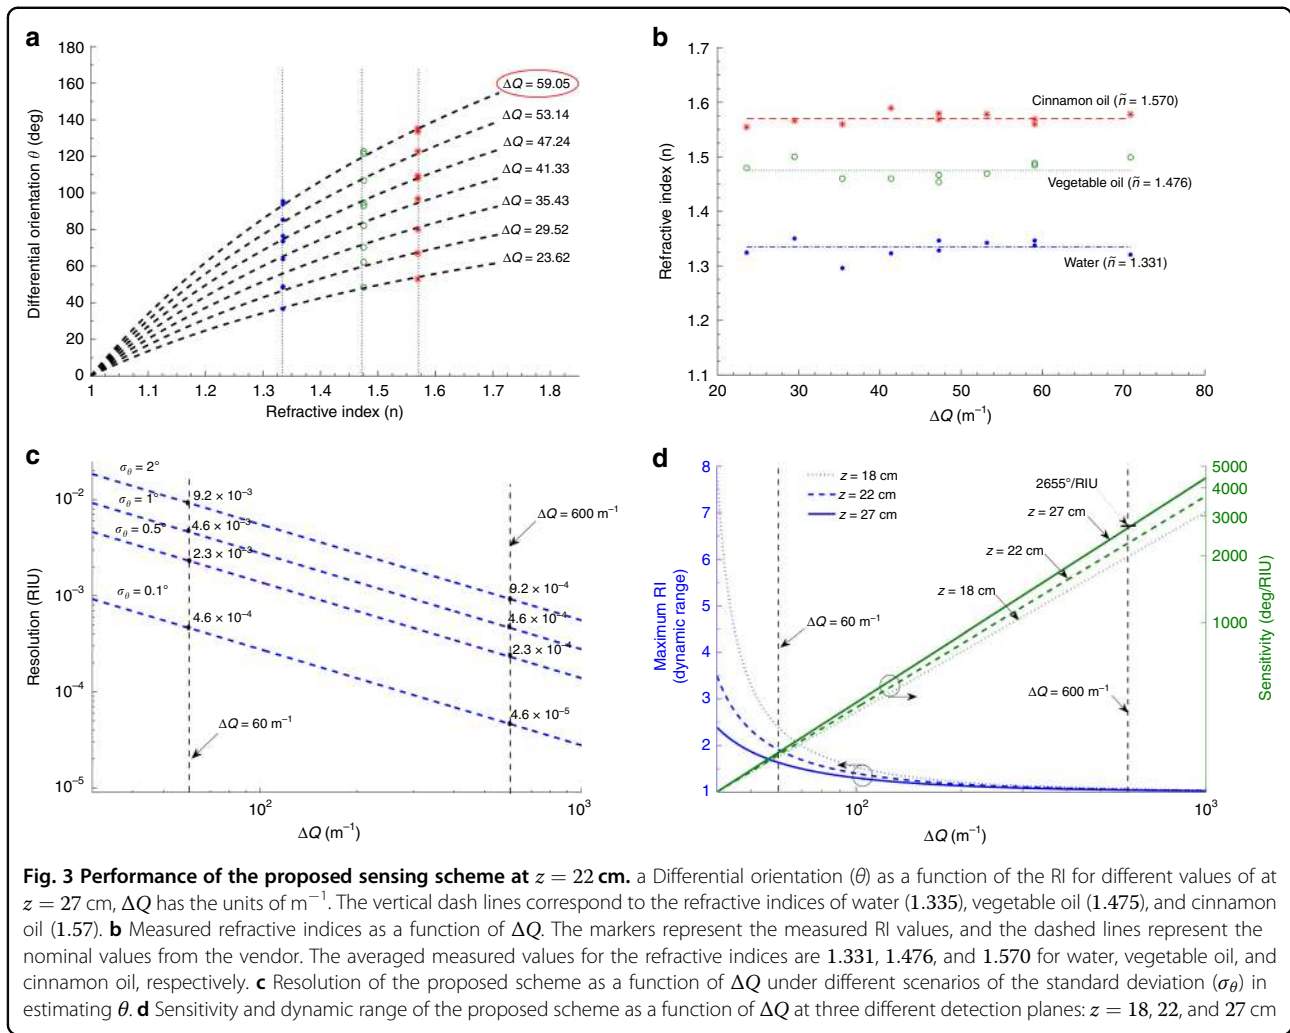 a
180
160
140
120
100
80
60
40
20
0
Differential orientation θ (deg)
1
1.1
1.2
1.3
1.4
1.5
1.6
1.7
1.8
Refractive index (n)
ΔQ = 59.05
ΔQ = 53.14
ΔQ = 47.24
ΔQ = 41.33
ΔQ = 35.43
ΔQ = 29.52
ΔQ = 23.62
b
1.7
1.6
1.5
1.4
1.3
1.2
1.1
Refractive index (n)
20
30
40
50
60
70
80
ΔQ (m⁻¹)
Cinnamon oil (ñ = 1.570)
Vegetable oil (ñ = 1.476)
Water (ñ = 1.331)
c
10⁻²
10⁻³
10⁻⁴
10⁻⁵
Resolution (RIU)
σθ = 2°
σθ = 1°
σθ = 0.5°
σθ = 0.1°
9.2 × 10⁻³
4.6 × 10⁻³
2.3 × 10⁻³
4.6 × 10⁻⁴
ΔQ = 600 m⁻¹
9.2 × 10⁻⁴
4.6 × 10⁻⁴
2.3 × 10⁻⁴
4.6 × 10⁻⁵
ΔQ = 60 m⁻¹
10²
10³
ΔQ (m⁻¹)
d
8
7
6
5
4
3
2
1
Maximum RI
(dynamic range)
z = 18 cm
z = 22 cm
z = 27 cm
2655°/RIU
z = 27 cm
z = 22 cm
z = 18 cm
ΔQ = 60 m⁻¹
ΔQ = 600 m⁻¹
5000
4000
3000
2000
1000
Sensitivity (deg/RIU)
10²
10³
ΔQ (m⁻¹)
Fig. 3 Performance of the proposed sensing scheme at z = 22 cm. a Differential orientation (θ) as a function of the RI for different values of at
z = 27 cm, ΔQ has the units of m⁻¹. The vertical dash lines correspond to the refractive indices of water (1.335), vegetable oil (1.475), and cinnamon
oil (1.57). b Measured refractive indices as a function of ΔQ. The markers represent the measured RI values, and the dashed lines represent the
nominal values from the vendor. The averaged measured values for the refractive indices are 1.331, 1.476, and 1.570 for water, vegetable oil, and
cinnamon oil, respectively. c Resolution of the proposed scheme as a function of ΔQ under different scenarios of the standard deviation (σθ) in
estimating θ. d Sensitivity and dynamic range of the proposed scheme as a function of ΔQ at three different detection planes: z = 18, 22, and 27 cm